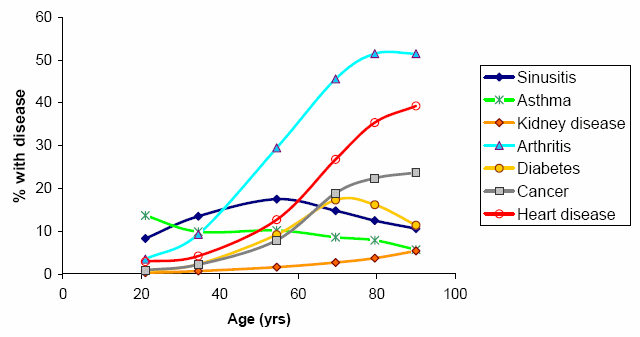 60
50
40
30
20
10
0
% with disease
0 20 40 60 80 100
Age (yrs)
Sinusitis
Asthma
Kidney disease
Arthritis
Diabetes
Cancer
Heart disease